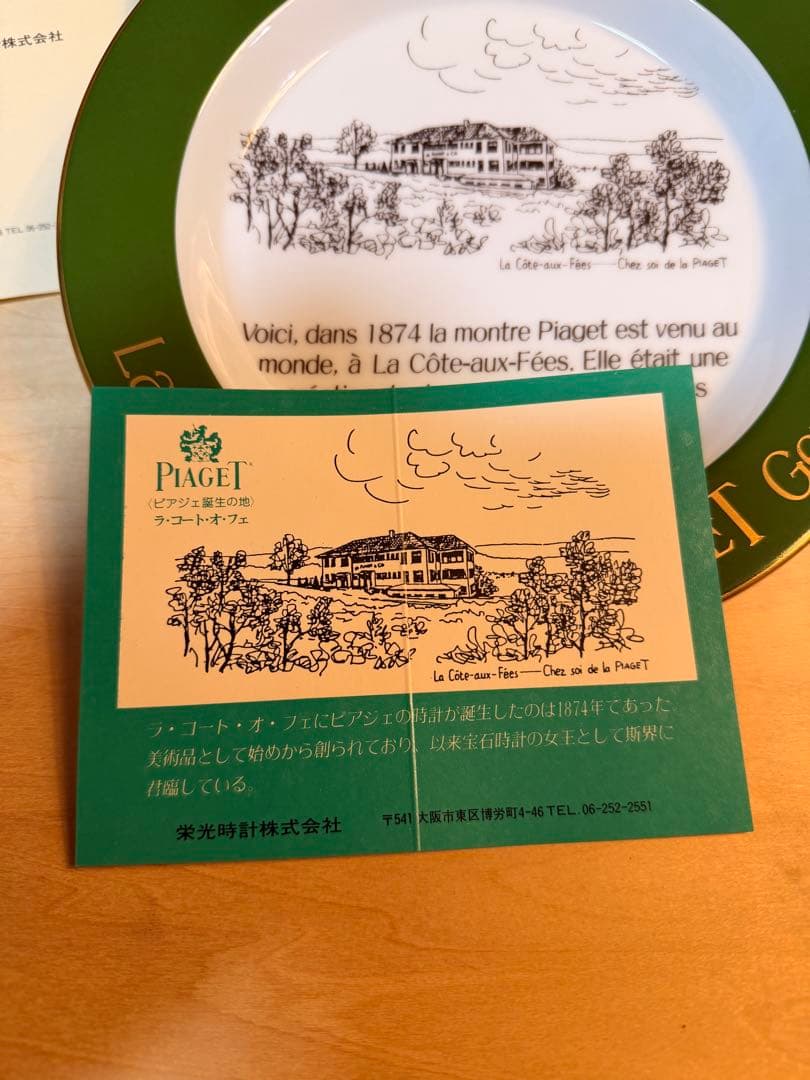 株式会社
TEL 06-252-
La Côte-aux-Fées — Chez soi de la PIAGET
Voici, dans 1874 la montre Piaget est venu au
monde, à La Côte-aux-Fées. Elle était une
La
ET
PIAGET
〈ピアジェ誕生の地〉
ラ・コート・オ・フェ
PIAGET & CO
La Côte-aux-Fées — Chez soi de la PIAGET
ラ・コート・オ・フェにピアジェの時計が誕生したのは1874年であった。
美術品として始めから創られており、以来宝石時計の女王として斯界に
君臨している。
栄光時計株式会社 〒541 大阪市東区博労町4-46 TEL.06-252-2551